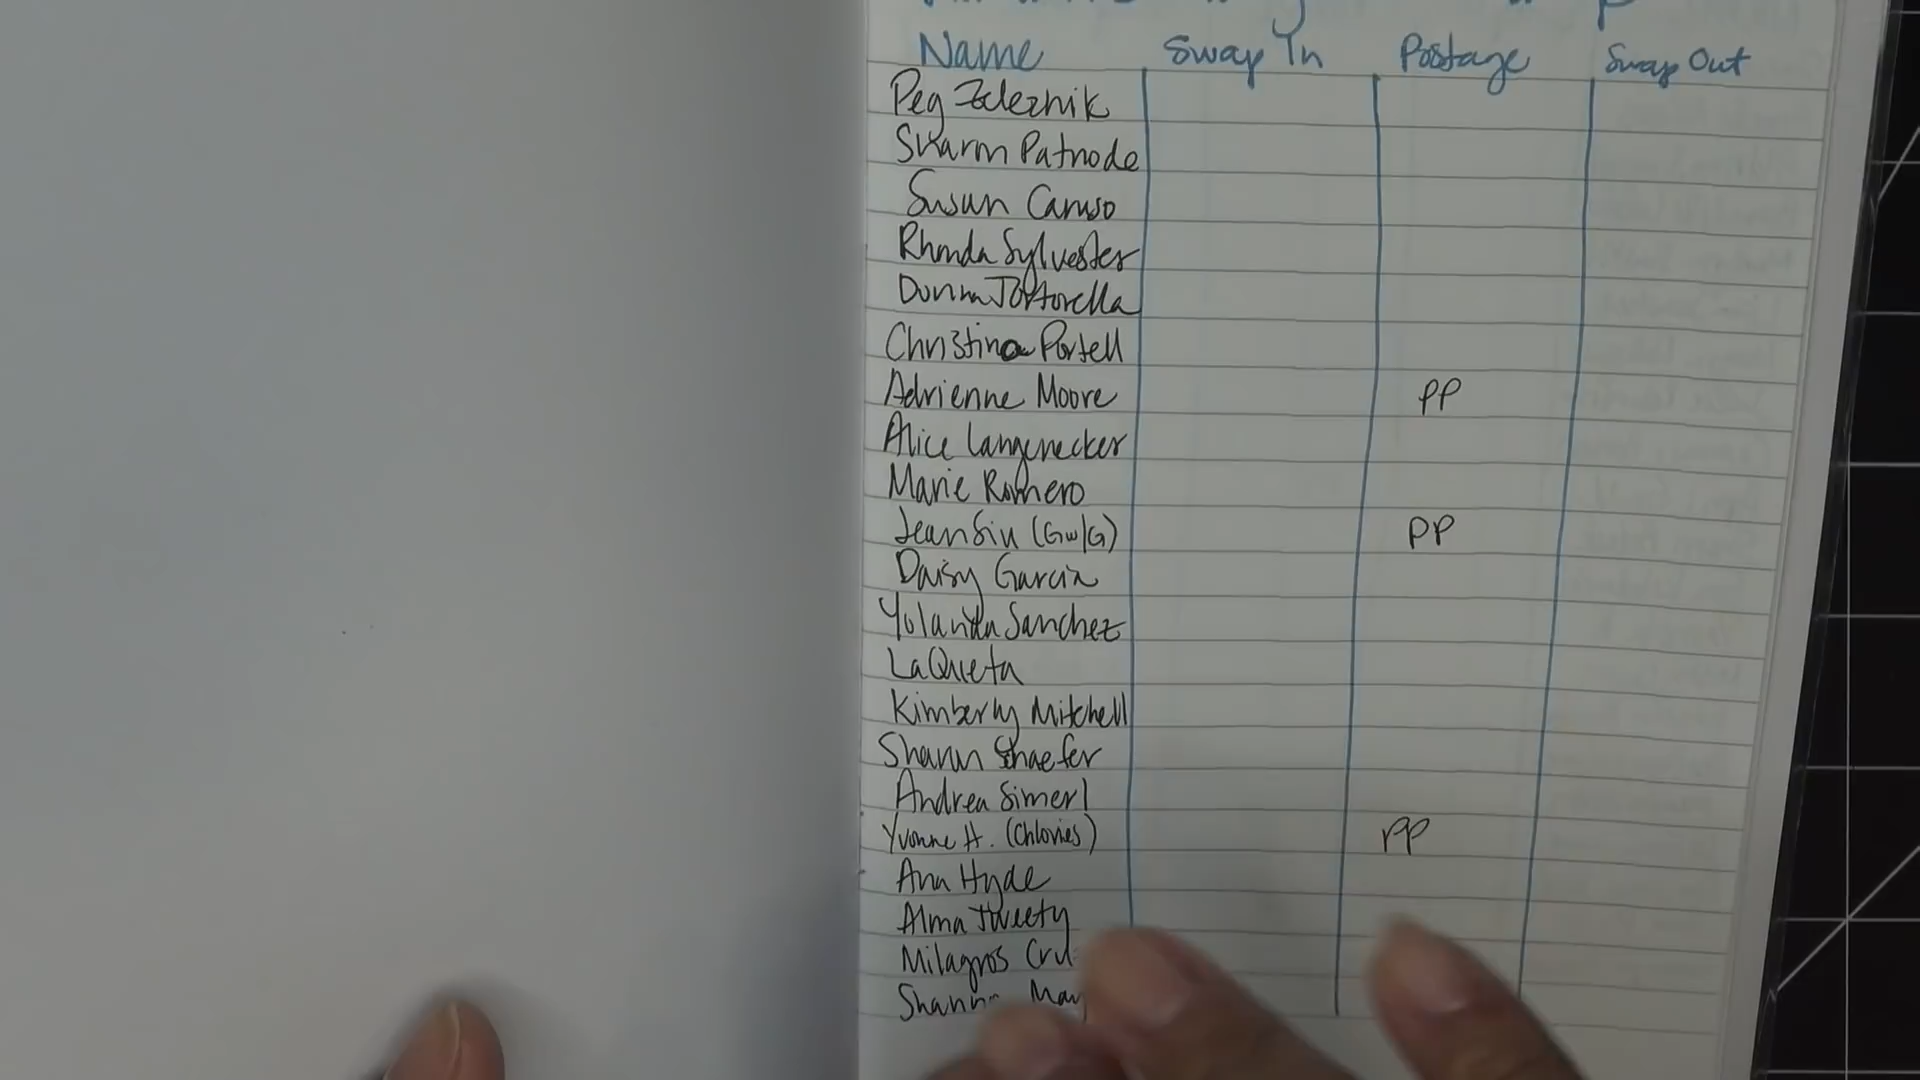 Name Swap In Postage Swap Out
Peg Zeleznik
Sharon Patnode
Susan Caruso
Rhonda Sylvester
Donna Tortorella
Christina Portell
Adrienne Moore PP
Alice Langenecker
Marie Romero
Jean Siu (Gw/G) PP
Daisy Garcia
Yolanda Sanchez
LaQueta
Kimberly Mitchell
Sharon Shaefer
Andrea Simerl
Yvonne H. (Chlovies) PP
Ann Hyde
Alma Tweety
Milagros